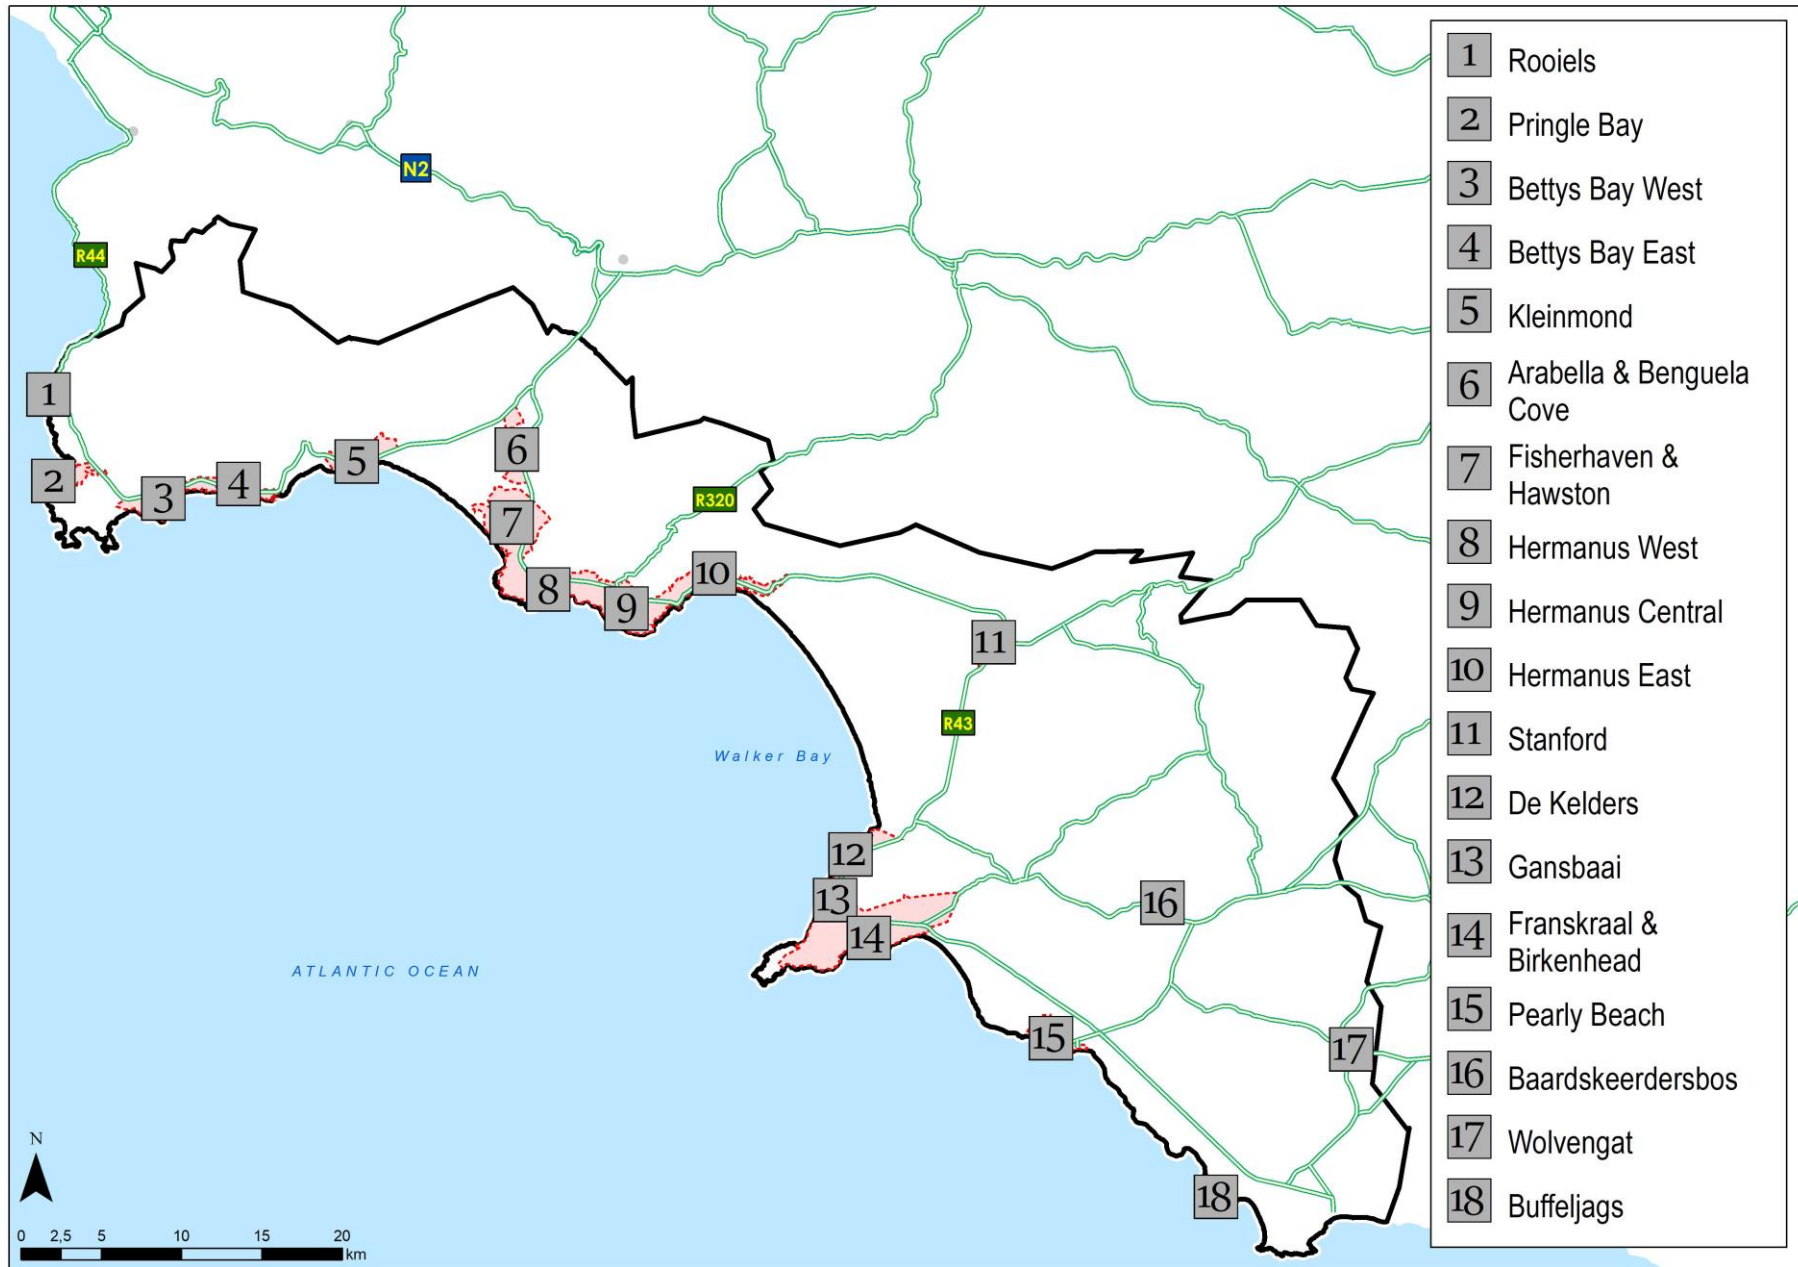 N2
R44
1
2
3
4
5
6
7
R320
8
9
10
11
R43
Walker Bay
12
13
14
16
ATLANTIC OCEAN
15
17
18
N
0 2,5 5 10 15 20
km
1 Rooiels
2 Pringle Bay
3 Bettys Bay West
4 Bettys Bay East
5 Kleinmond
6 Arabella & Benguela
Cove
7 Fisherhaven &
Hawston
8 Hermanus West
9 Hermanus Central
10 Hermanus East
11 Stanford
12 De Kelders
13 Gansbaai
14 Franskraal &
Birkenhead
15 Pearly Beach
16 Baardskeerdersbos
17 Wolvengat
18 Buffeljags